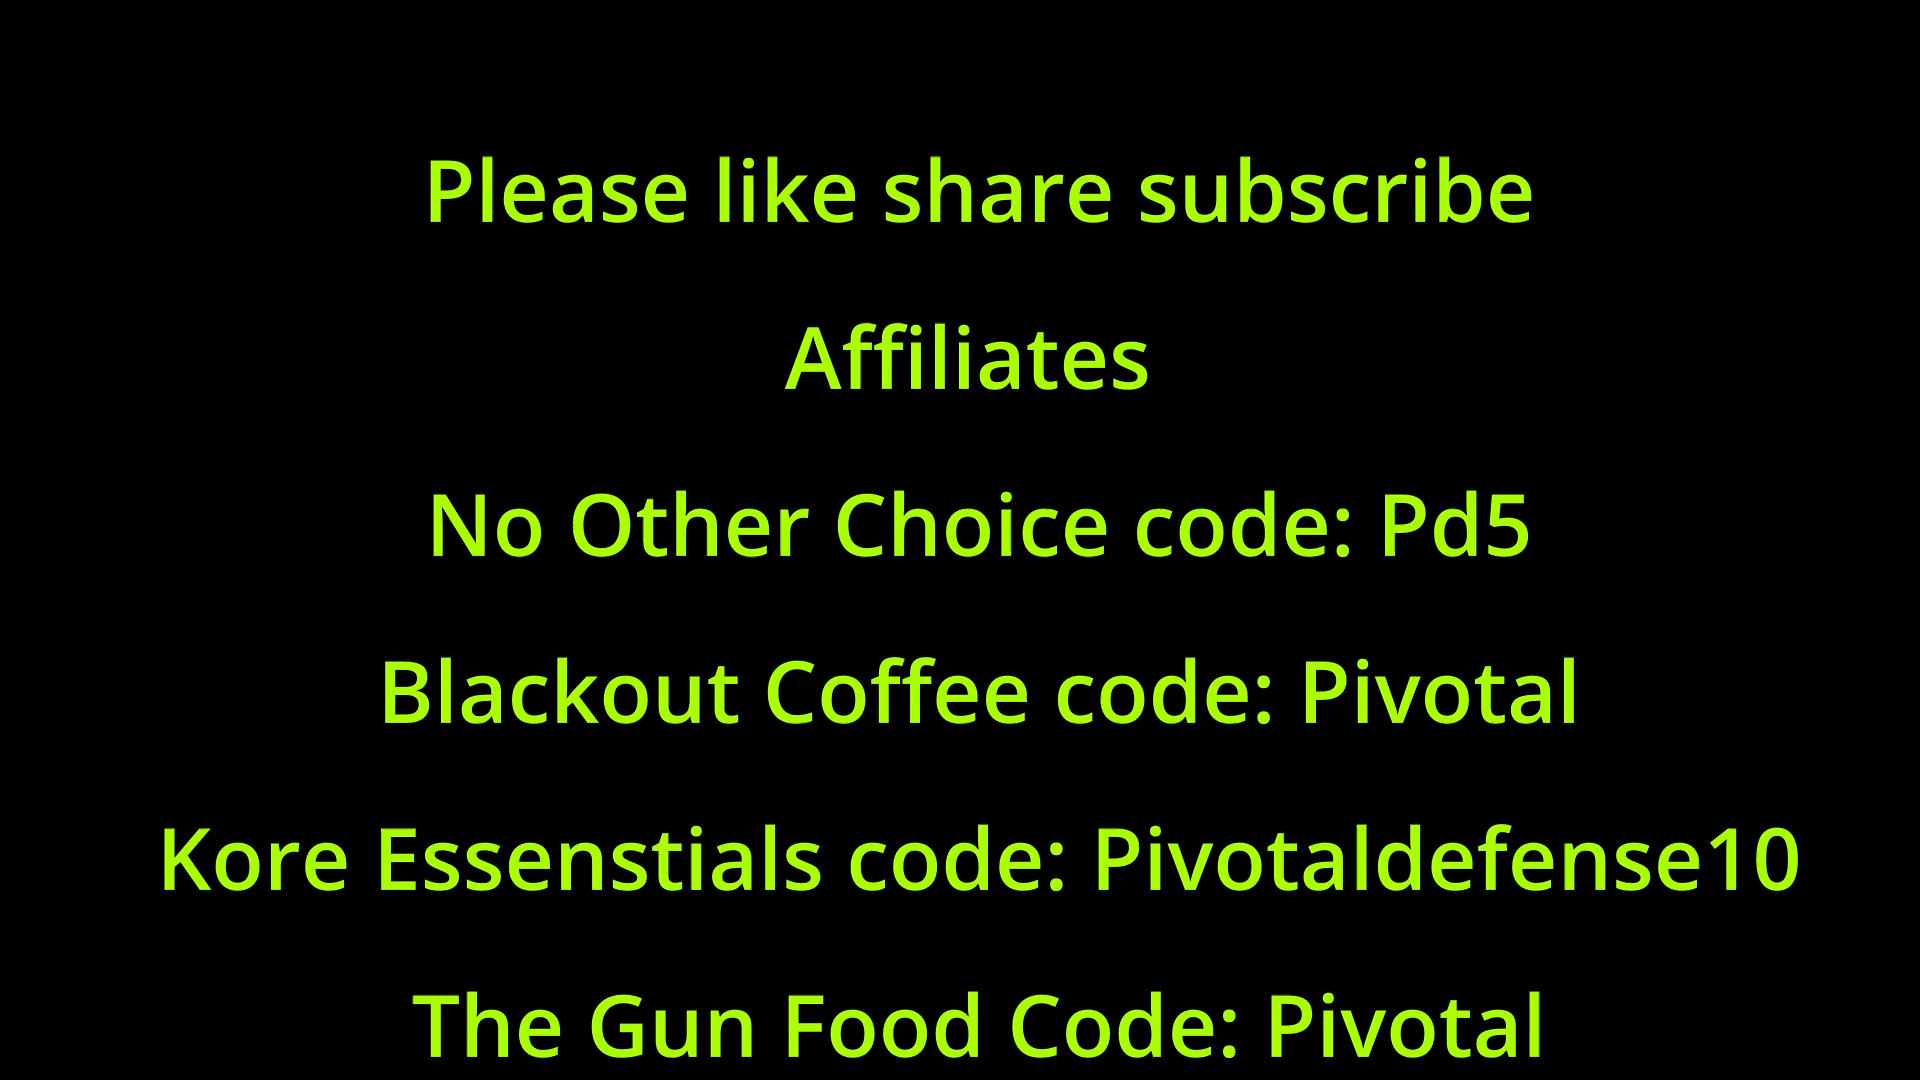 Please like share subscribe
Affiliates
No Other Choice code: Pd5
Blackout Coffee code: Pivotal
Kore Essenstials code: Pivotaldefense10
The Gun Food Code: Pivotal